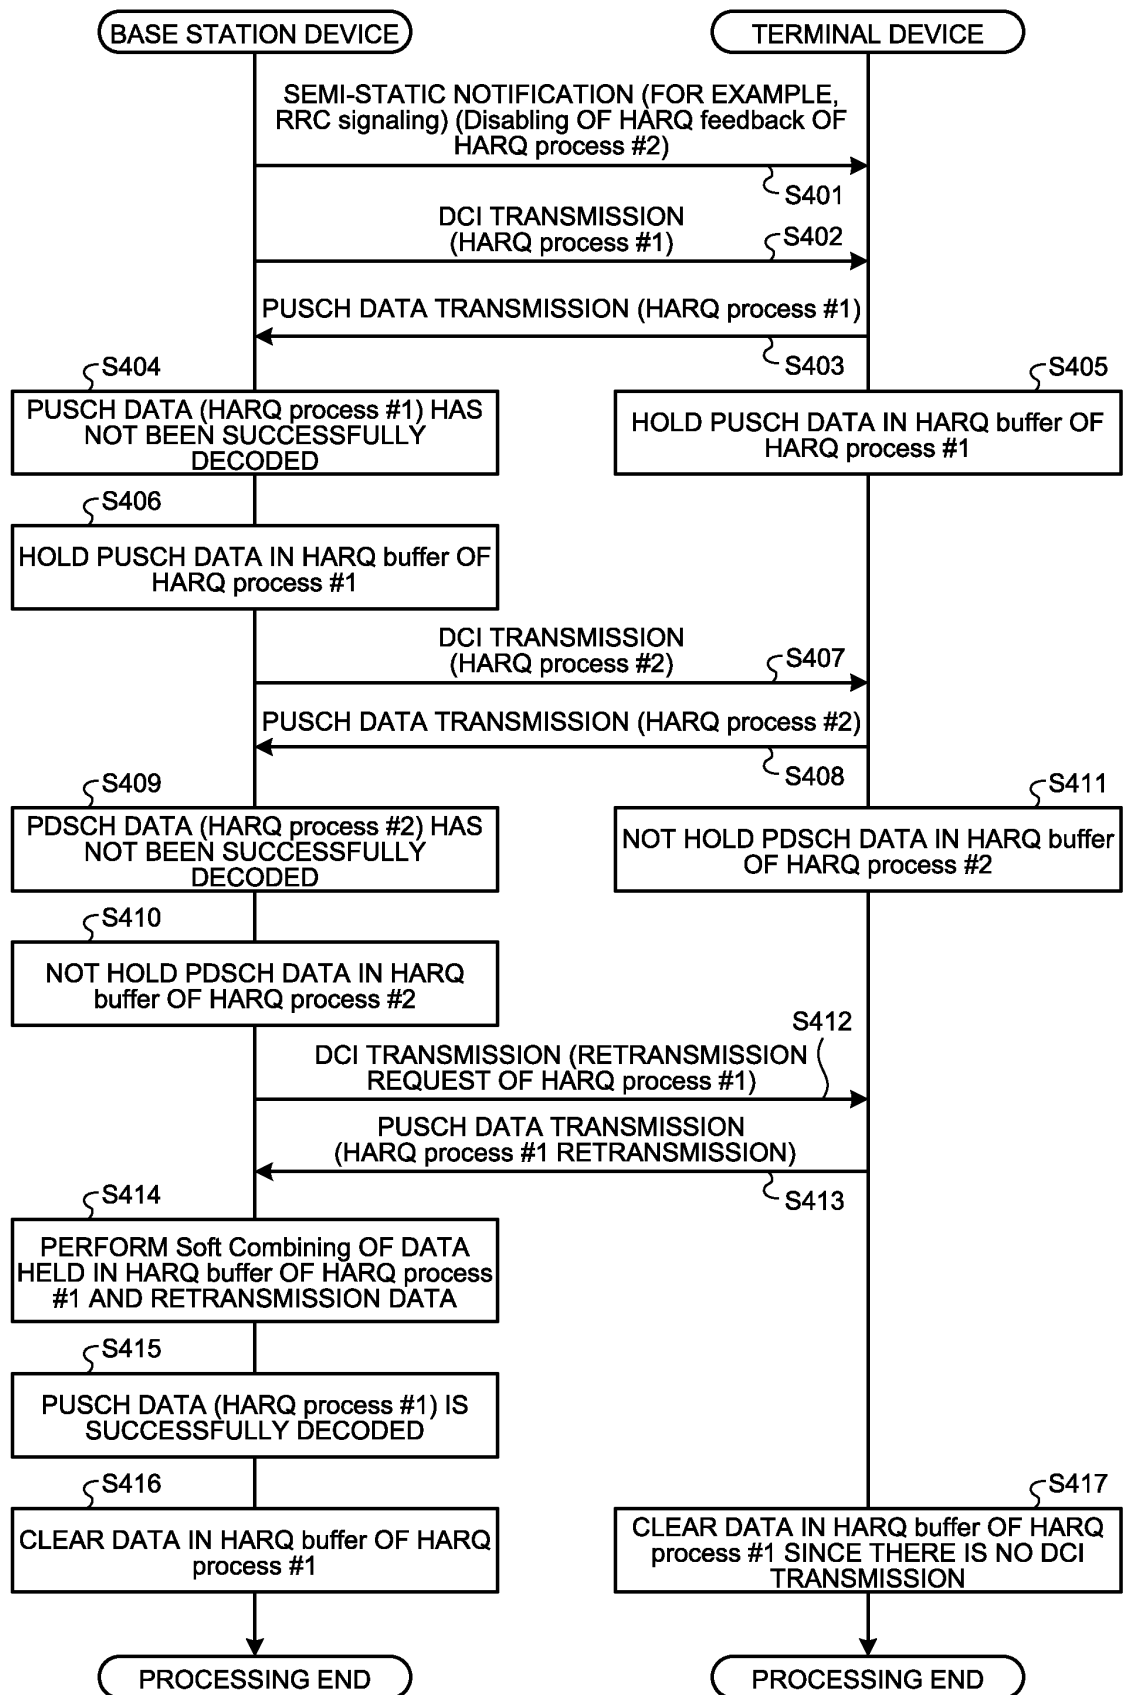 BASE STATION DEVICE
TERMINAL DEVICE
SEMI-STATIC NOTIFICATION (FOR EXAMPLE,
RRC signaling) (Disabling OF HARQ feedback OF
HARQ process #2)
S401
DCI TRANSMISSION
(HARQ process #1)
S402
PUSCH DATA TRANSMISSION (HARQ process #1)
S403
S404
PUSCH DATA (HARQ process #1) HAS
NOT BEEN SUCCESSFULLY
DECODED
S405
HOLD PUSCH DATA IN HARQ buffer OF
HARQ process #1
S406
HOLD PUSCH DATA IN HARQ buffer OF
HARQ process #1
DCI TRANSMISSION
(HARQ process #2)
S407
PUSCH DATA TRANSMISSION (HARQ process #2)
S408
S409
PDSCH DATA (HARQ process #2) HAS
NOT BEEN SUCCESSFULLY
DECODED
S411
NOT HOLD PDSCH DATA IN HARQ buffer
OF HARQ process #2
S410
NOT HOLD PDSCH DATA IN HARQ
buffer OF HARQ process #2
S412
DCI TRANSMISSION (RETRANSMISSION
REQUEST OF HARQ process #1)
PUSCH DATA TRANSMISSION
(HARQ process #1 RETRANSMISSION)
S413
S414
PERFORM Soft Combining OF DATA
HELD IN HARQ buffer OF HARQ process
#1 AND RETRANSMISSION DATA
S415
PUSCH DATA (HARQ process #1) IS
SUCCESSFULLY DECODED
S416
CLEAR DATA IN HARQ buffer OF HARQ
process #1
S417
CLEAR DATA IN HARQ buffer OF HARQ
process #1 SINCE THERE IS NO DCI
TRANSMISSION
PROCESSING END
PROCESSING END